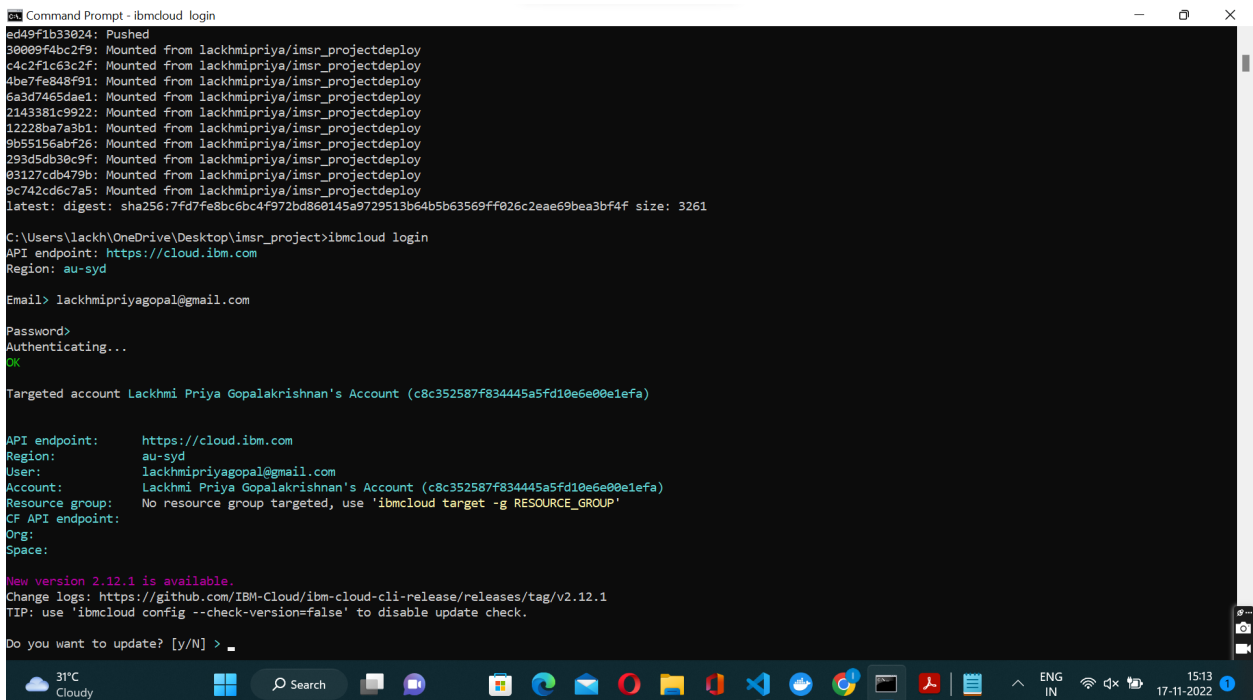 Command Prompt - ibmcloud  login
ed49f1b33024: Pushed
30009f4bc2f9: Mounted from lackhmipriya/imsr_projectdeploy
c4c2f1c63c2f: Mounted from lackhmipriya/imsr_projectdeploy
4be7fe848f91: Mounted from lackhmipriya/imsr_projectdeploy
6a3d7465dae1: Mounted from lackhmipriya/imsr_projectdeploy
2143381c9922: Mounted from lackhmipriya/imsr_projectdeploy
12228ba7a3b1: Mounted from lackhmipriya/imsr_projectdeploy
9b55156abf26: Mounted from lackhmipriya/imsr_projectdeploy
293d5db30c9f: Mounted from lackhmipriya/imsr_projectdeploy
03127cdb479b: Mounted from lackhmipriya/imsr_projectdeploy
9c742cd6c7a5: Mounted from lackhmipriya/imsr_projectdeploy
latest: digest: sha256:7fd7fe8bc6bc4f972bd860145a9729513b64b5b63569ff026c2eae69bea3bf4f size: 3261
C:\Users\lackh\OneDrive\Desktop\imsr_project>ibmcloud login
API endpoint: https://cloud.ibm.com
Region: au-syd
Email> lackhmipriyagopal@gmail.com
Password>
Authenticating...
OK
Targeted account Lackhmi Priya Gopalakrishnan's Account (c8c352587f834445a5fd10e6e00e1efa)
API endpoint:      https://cloud.ibm.com
Region:            au-syd
User:              lackhmipriyagopal@gmail.com
Account:           Lackhmi Priya Gopalakrishnan's Account (c8c352587f834445a5fd10e6e00e1efa)
Resource group:    No resource group targeted, use 'ibmcloud target -g RESOURCE_GROUP'
CF API endpoint:
Org:
Space:
New version 2.12.1 is available.
Change logs: https://github.com/IBM-Cloud/ibm-cloud-cli-release/releases/tag/v2.12.1
TIP: use 'ibmcloud config --check-version=false' to disable update check.
Do you want to update? [y/N] >
31°C
Cloudy
Search
ENG
IN
15:13
17-11-2022
1